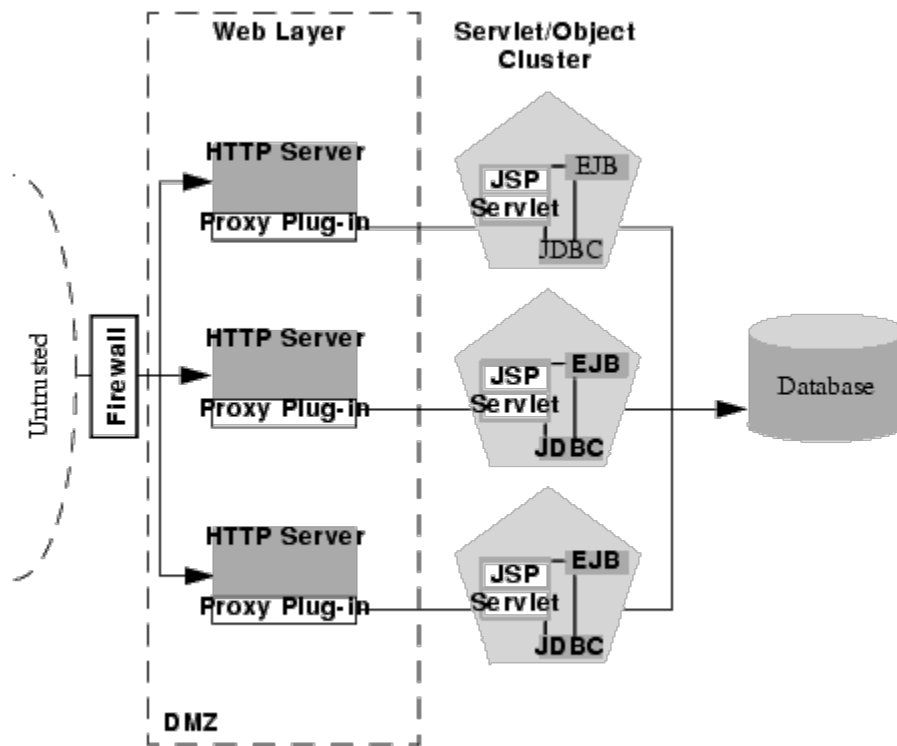 Web Layer
Servlet/Object
Cluster
HTTP Server
Proxy Plug-in
EJB
JSP
Servlet
JDBC
Untrusted
Firewall
HTTP Server
Proxy Plug-in
EJB
JSP
Servlet
JDBC
Database
HTTP Server
Proxy Plug-in
EJB
JSP
Servlet
JDBC
DMZ